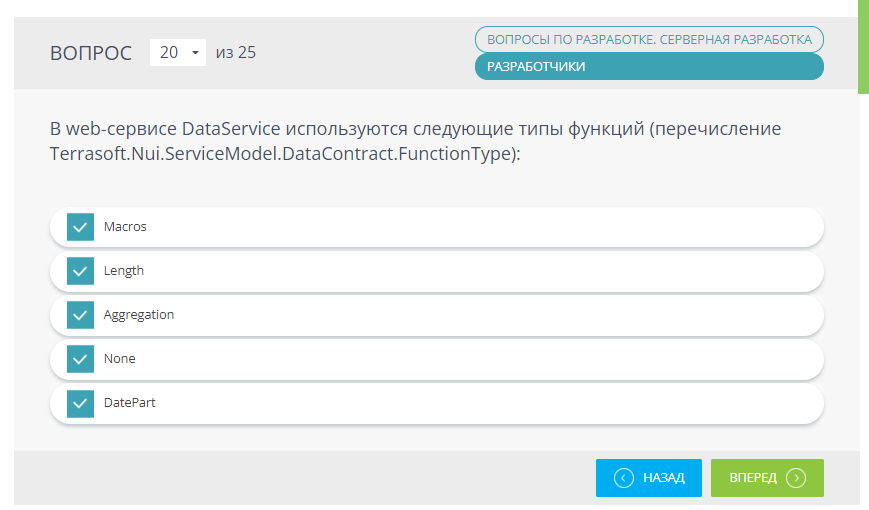 ВОПРОС 20 из 25
ВОПРОСЫ ПО РАЗРАБОТКЕ. СЕРВЕРНАЯ РАЗРАБОТКА
РАЗРАБОТЧИКИ
В web-сервисе DataService используются следующие типы функций (перечисление
Terrasoft.Nui.ServiceModel.DataContract.FunctionType):
Macros
Length
Aggregation
None
DatePart
НАЗАД
ВПЕРЕД